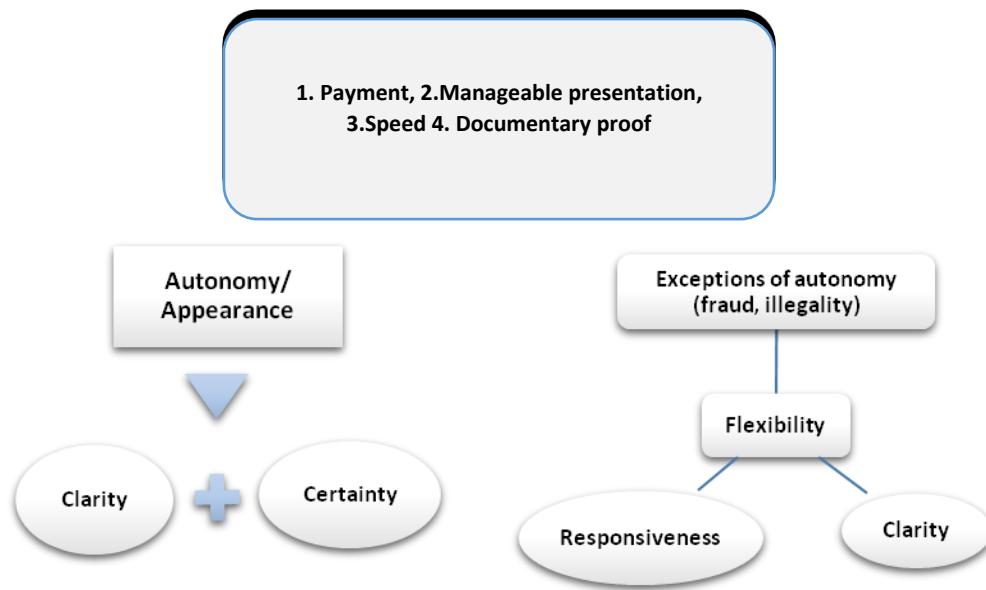 1. Payment, 2.Manageable presentation,
3.Speed 4. Documentary proof
Autonomy/
Appearance
Clarity
Certainty
Exceptions of autonomy
(fraud, illegality)
Flexibility
Responsiveness
Clarity